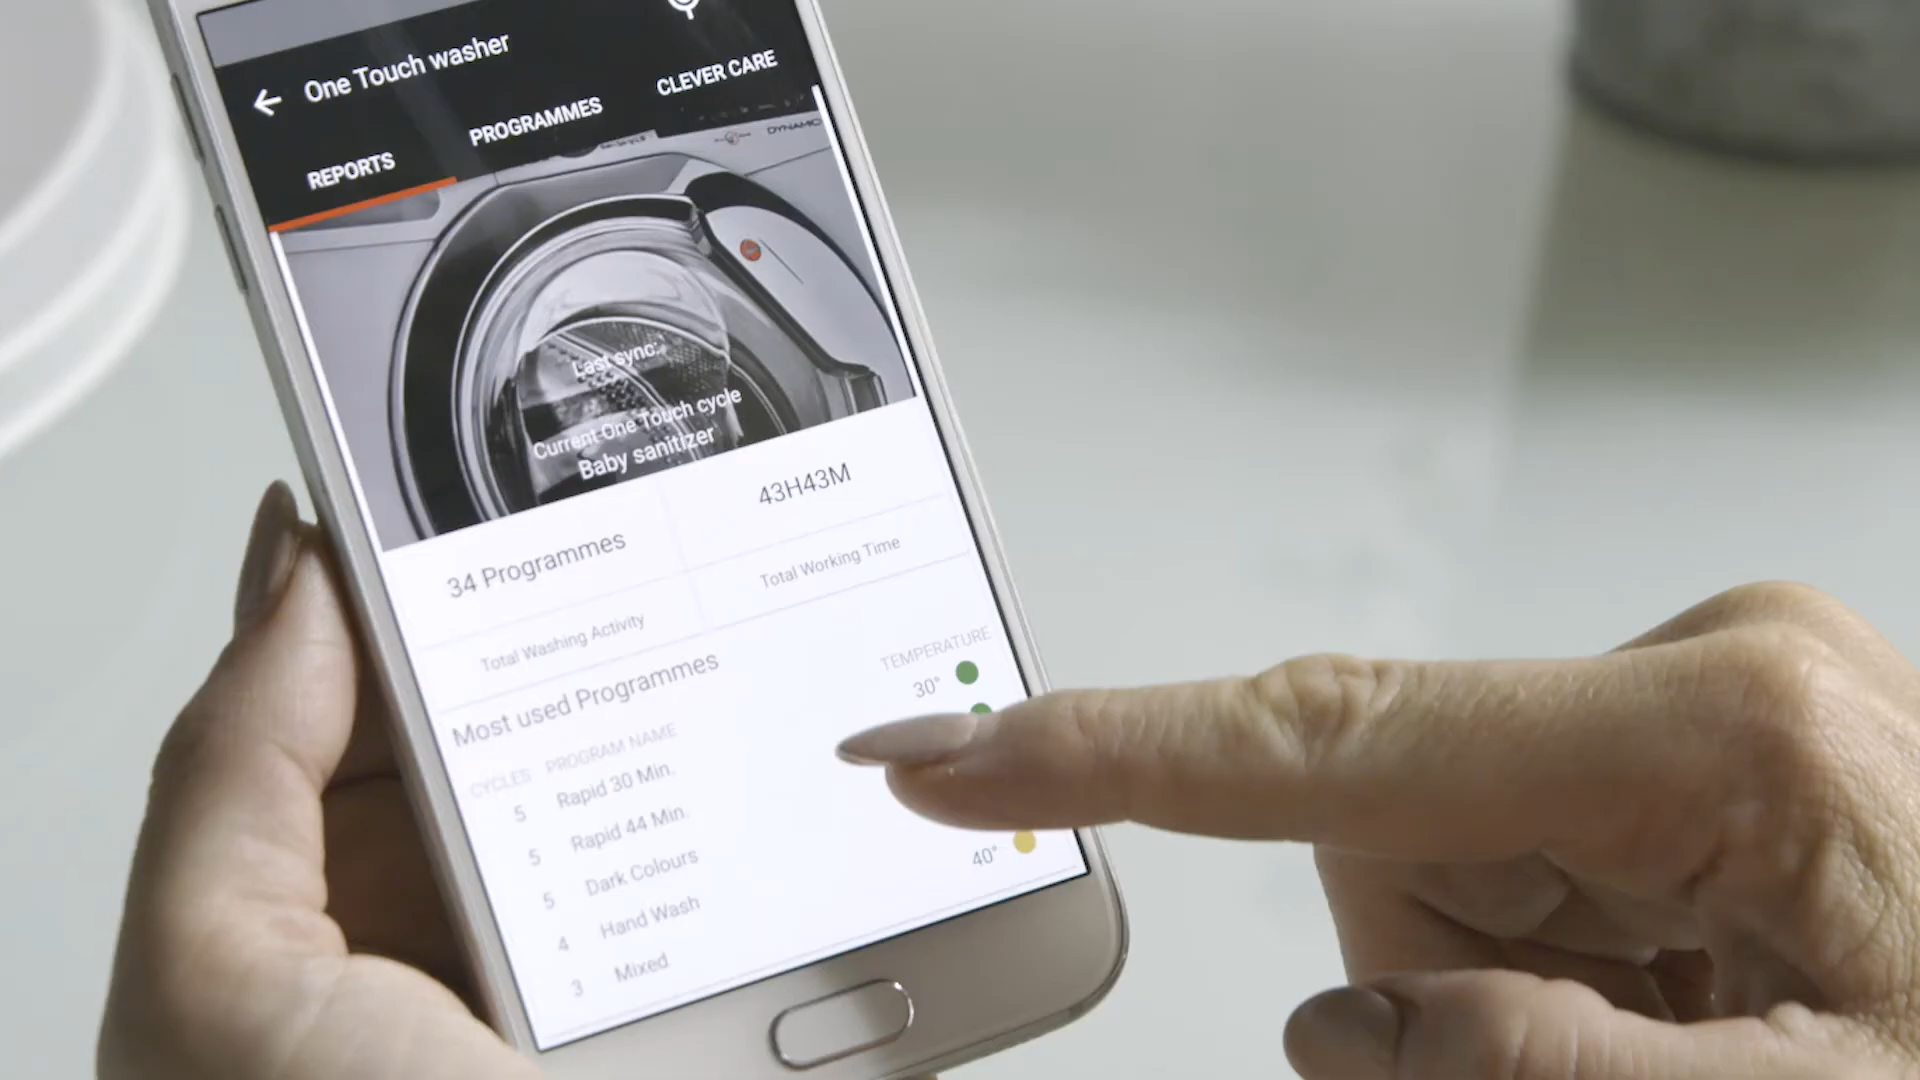 One Touch washer
REPORTS
PROGRAMMES
CLEVER CARE
DYNAMIC
Last sync:
Current One Touch cycle
Baby sanitizer
34 Programmes
43H43M
Total Washing Activity
Total Working Time
Most used Programmes
CYCLES PROGRAM NAME TEMPERATURE
5 Rapid 30 Min. 30°
5 Rapid 44 Min.
5 Dark Colours
4 Hand Wash
3 Mixed 40°